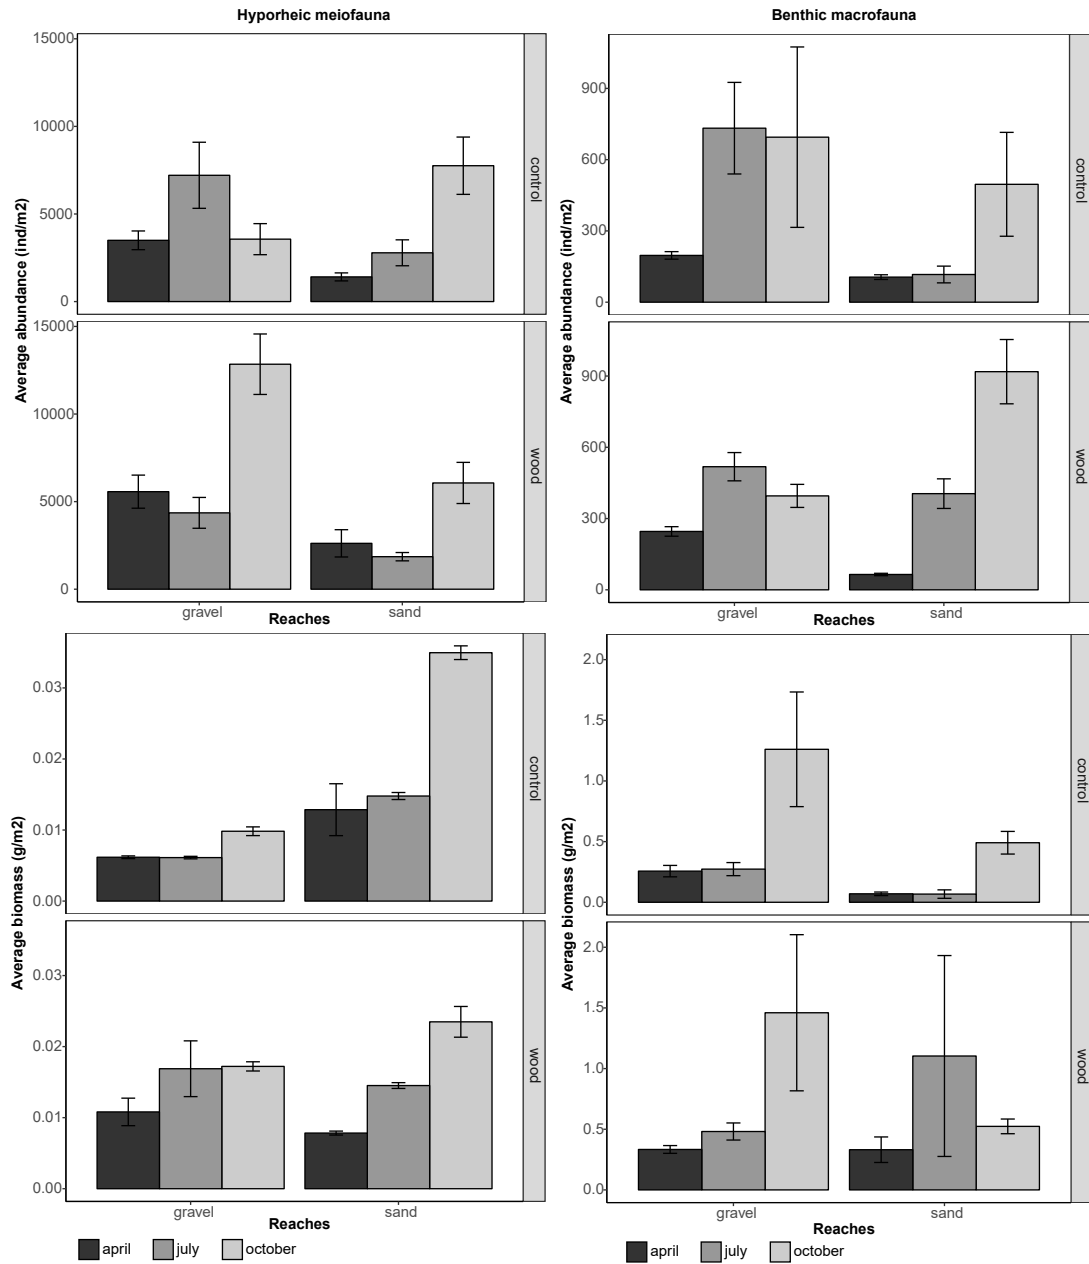 Hyporheic meiofauna
Benthic macrofauna
Average abundance (ind/m2)
15000
10000
5000
0
control
15000
10000
5000
0
wood
gravel
sand
Reaches
Average abundance (ind/m2)
900
600
300
0
control
900
600
300
0
wood
gravel
sand
Reaches
Average biomass (g/m2)
0.03
0.02
0.01
0.00
control
0.03
0.02
0.01
0.00
wood
gravel
sand
Reaches
april july october
Average biomass (g/m2)
2.0
1.5
1.0
0.5
0.0
control
2.0
1.5
1.0
0.5
0.0
wood
gravel
sand
Reaches
april july october